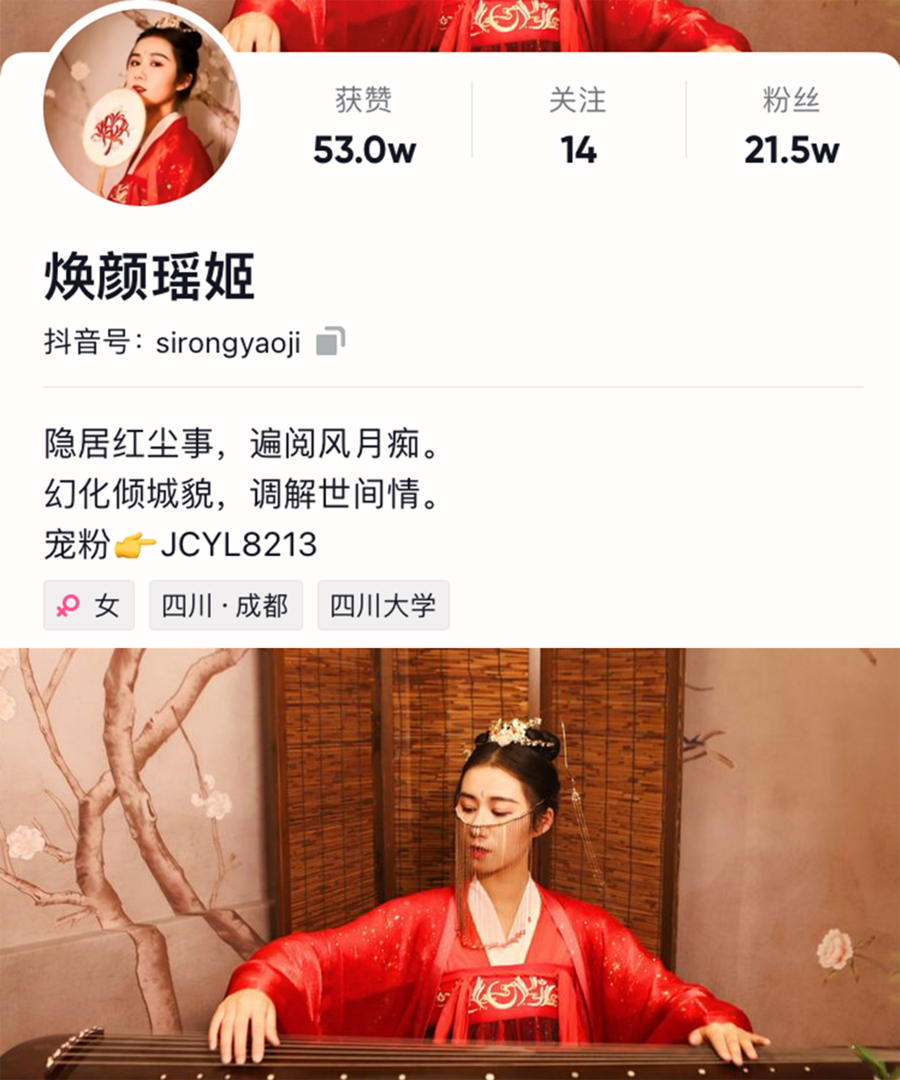 获赞 关注 粉丝
53.0w 14 21.5w
焕颜瑶姬
抖音号：sirongyaoji
隐居红尘事，遍阅风月痴。
幻化倾城貌，调解世间情。
宠粉👉JCYL8213
女 四川·成都 四川大学